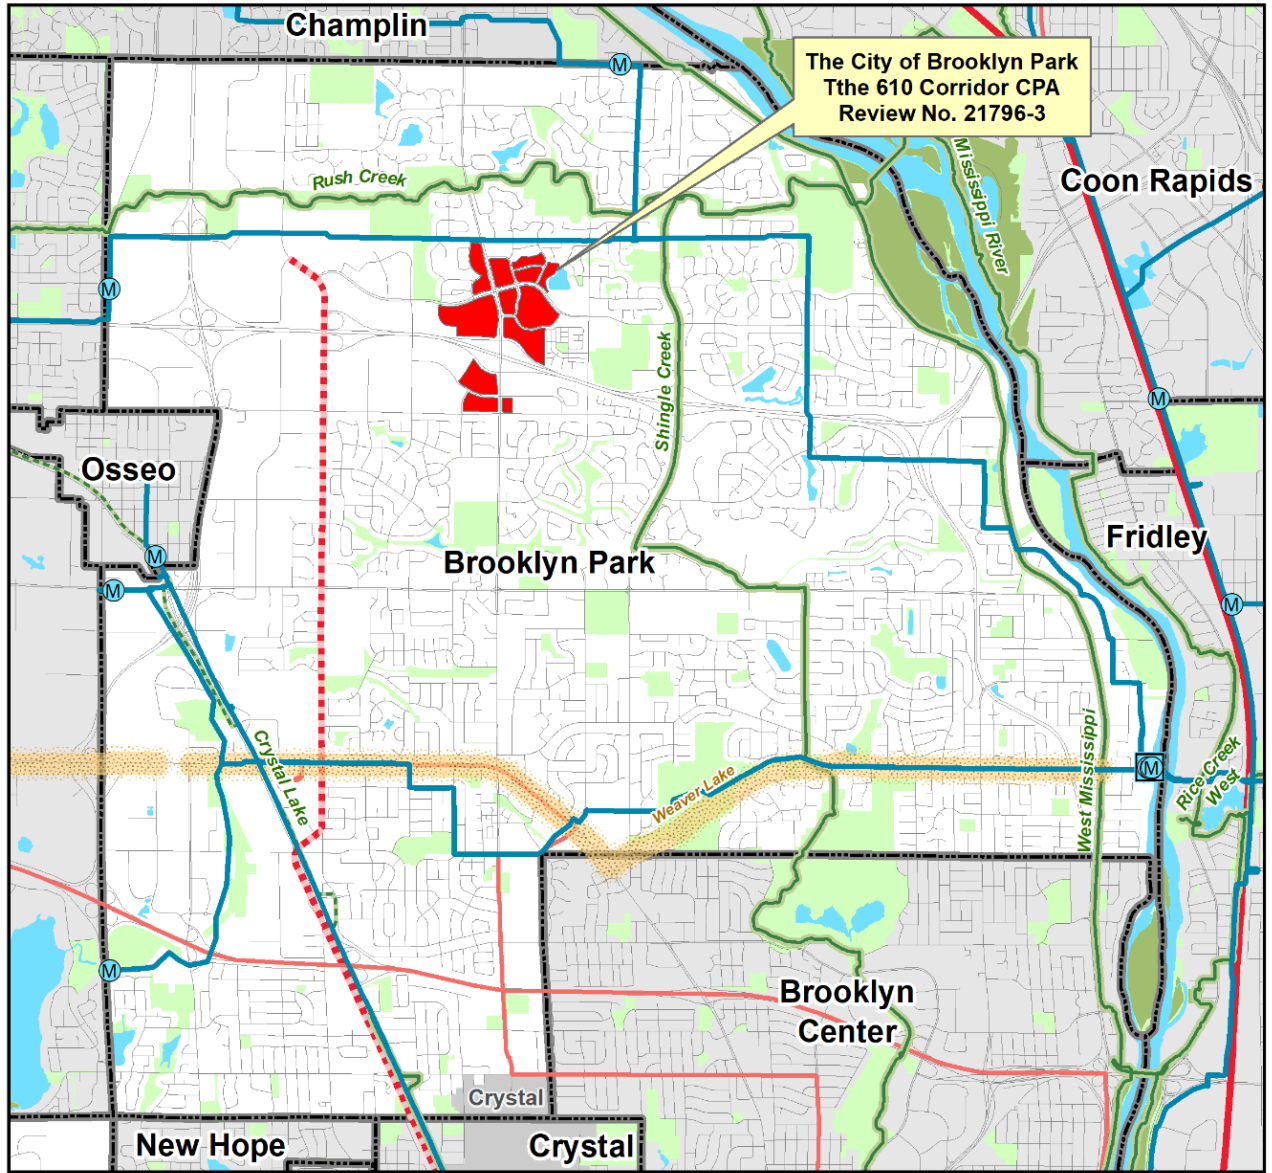 Champlin
M
The City of Brooklyn Park
Tthe 610 Corridor CPA
Review No. 21796-3
Rush Creek
Mississippi River
Coon Rapids
M
Shingle Creek
M
Osseo
M
M
Brooklyn Park
Fridley
M
Crystal Lake
Weaver Lake
West Mississippi
M
Rice Creek
West
M
Brooklyn
Center
Crystal
New Hope
Crystal